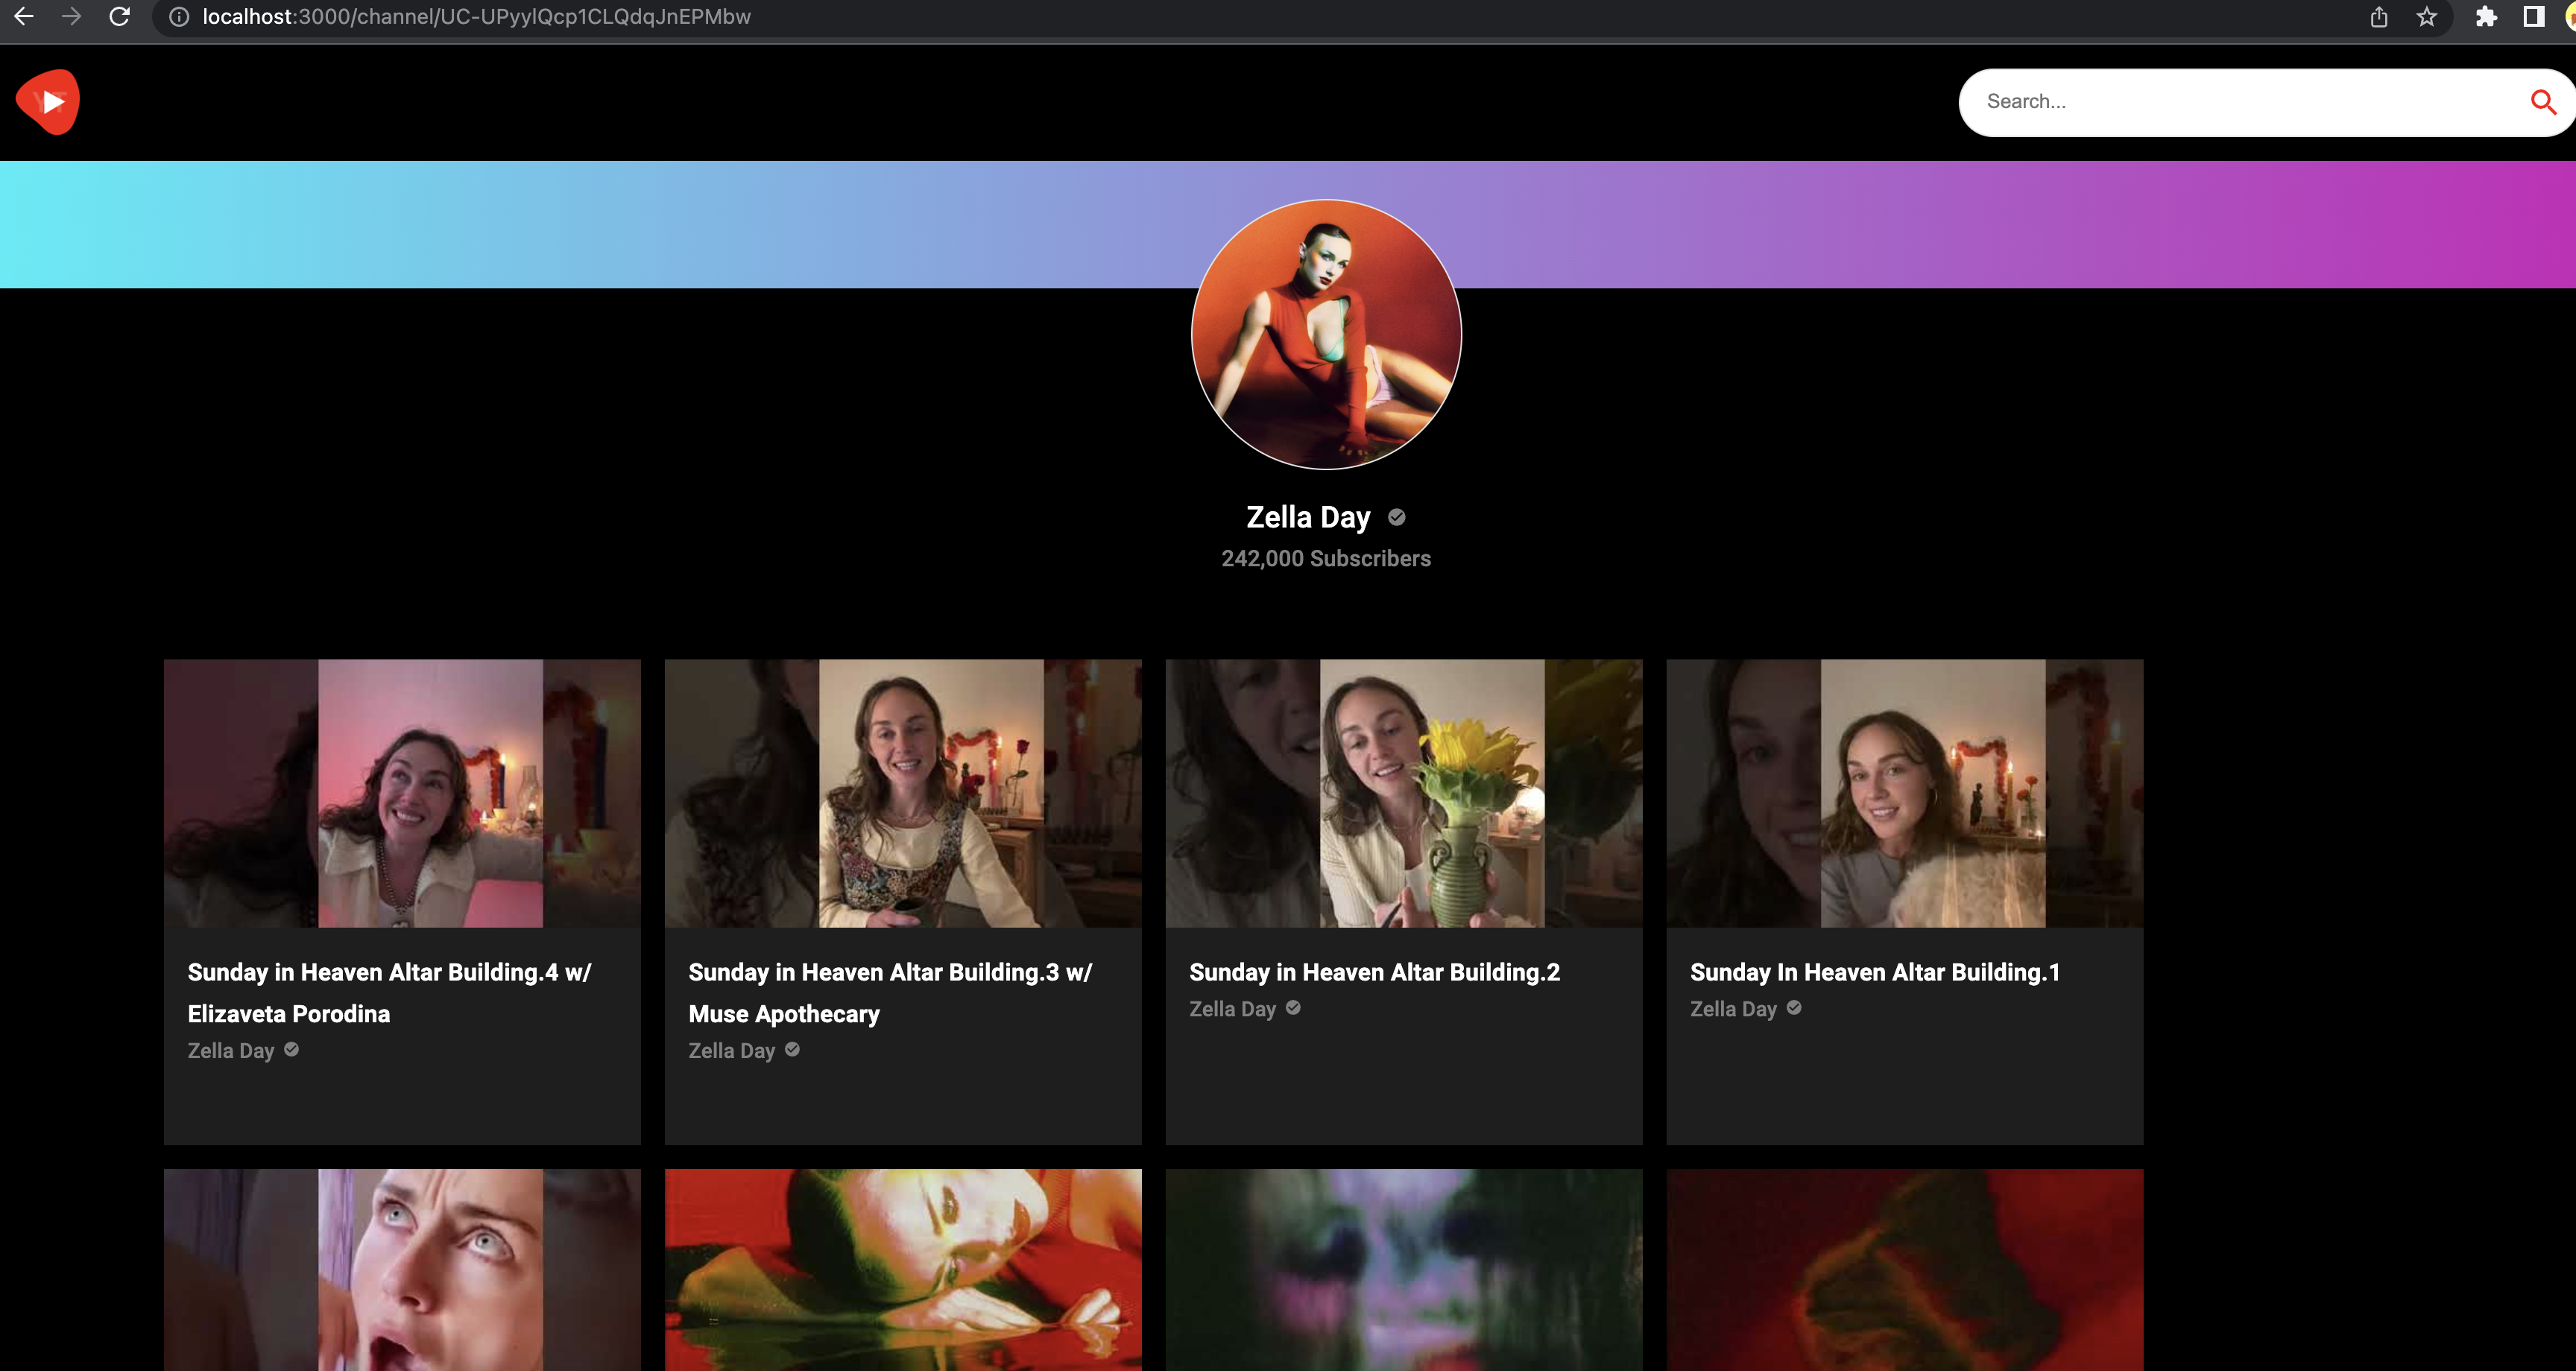 localhost:3000/channel/UC-UPyylQcp1CLQdqJnEPMbw
YT
Search...
Zella Day
242,000 Subscribers
Sunday in Heaven Altar Building.4 w/
Elizaveta Porodina
Zella Day
Sunday in Heaven Altar Building.3 w/
Muse Apothecary
Zella Day
Sunday in Heaven Altar Building.2
Zella Day
Sunday In Heaven Altar Building.1
Zella Day